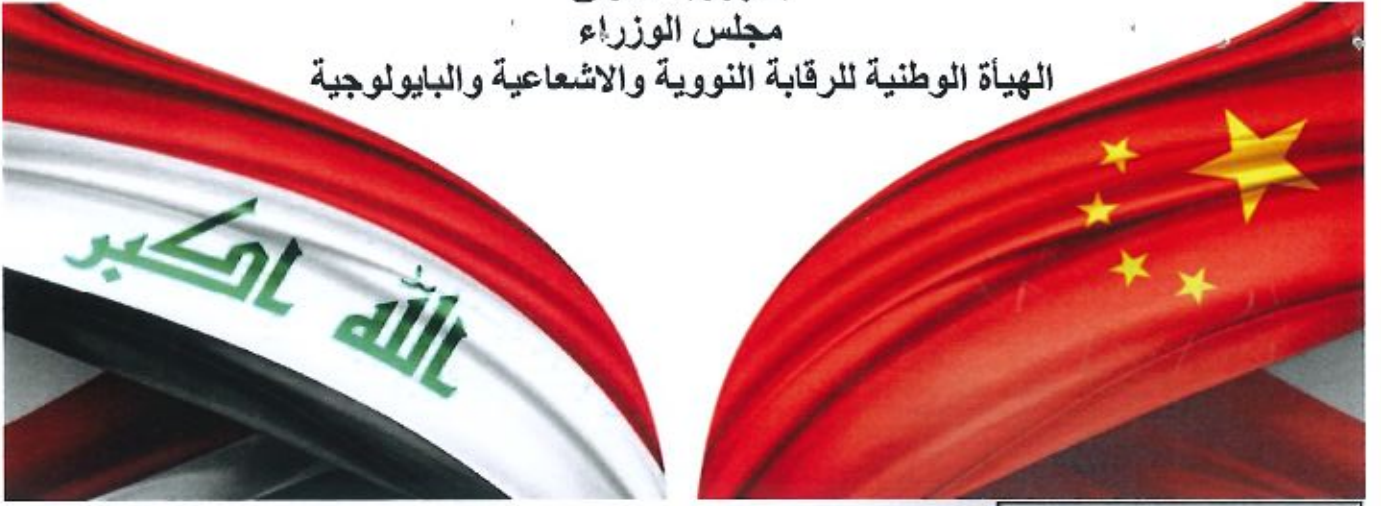 مجلس الوزراء
الهيأة الوطنية للرقابة النووية والاشعاعية والبايولوجية
الله اكبر